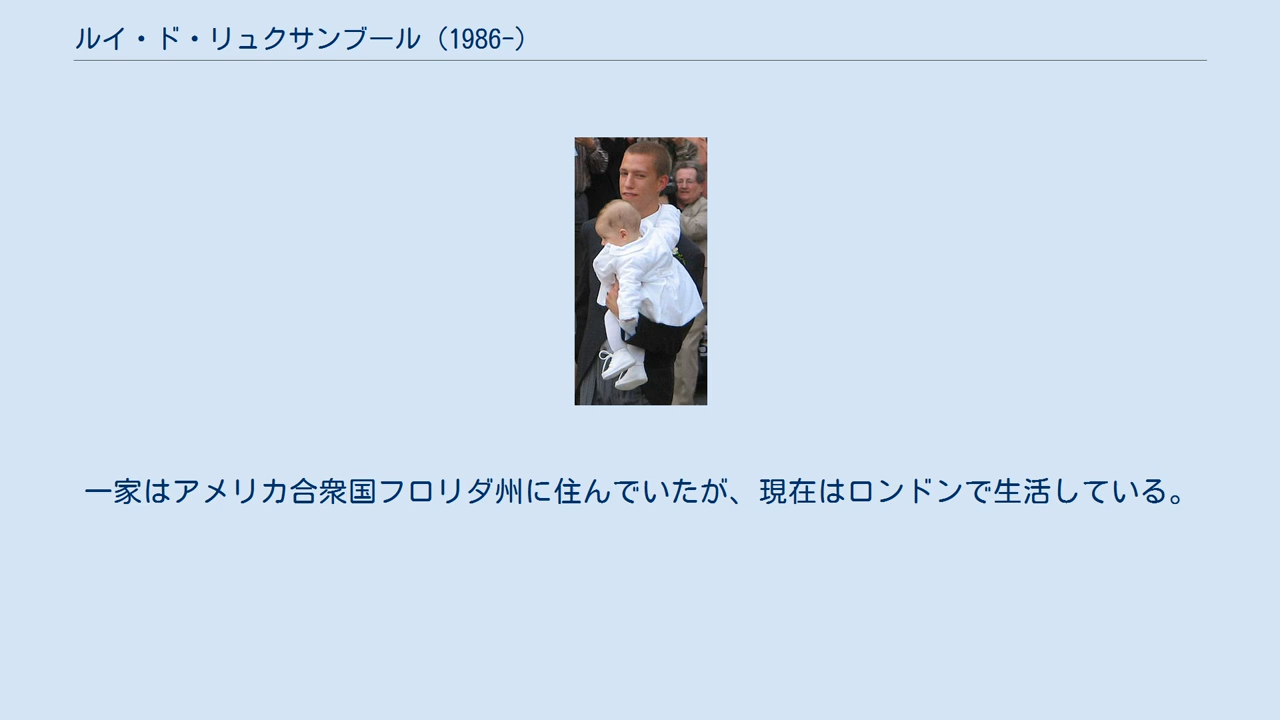 ルイ・ド・リュクサンブール（1986-）
一家はアメリカ合衆国フロリダ州に住んでいたが、現在はロンドンで生活している。